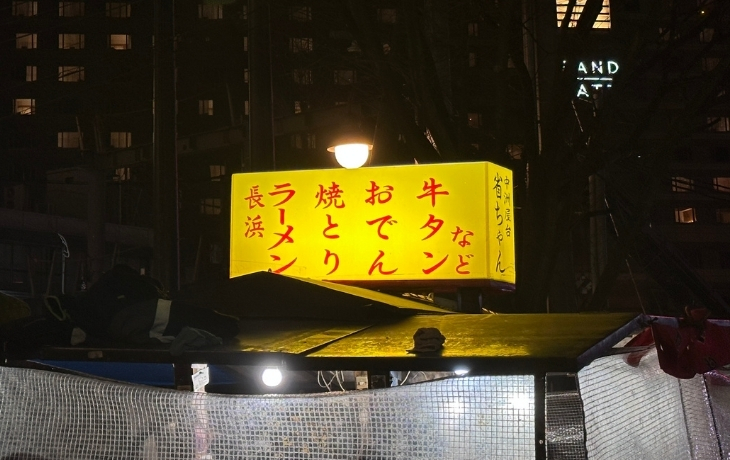 牛タン
など
おでん
焼とり
ラーメン
長浜
中洲屋台
省ちゃん
AND